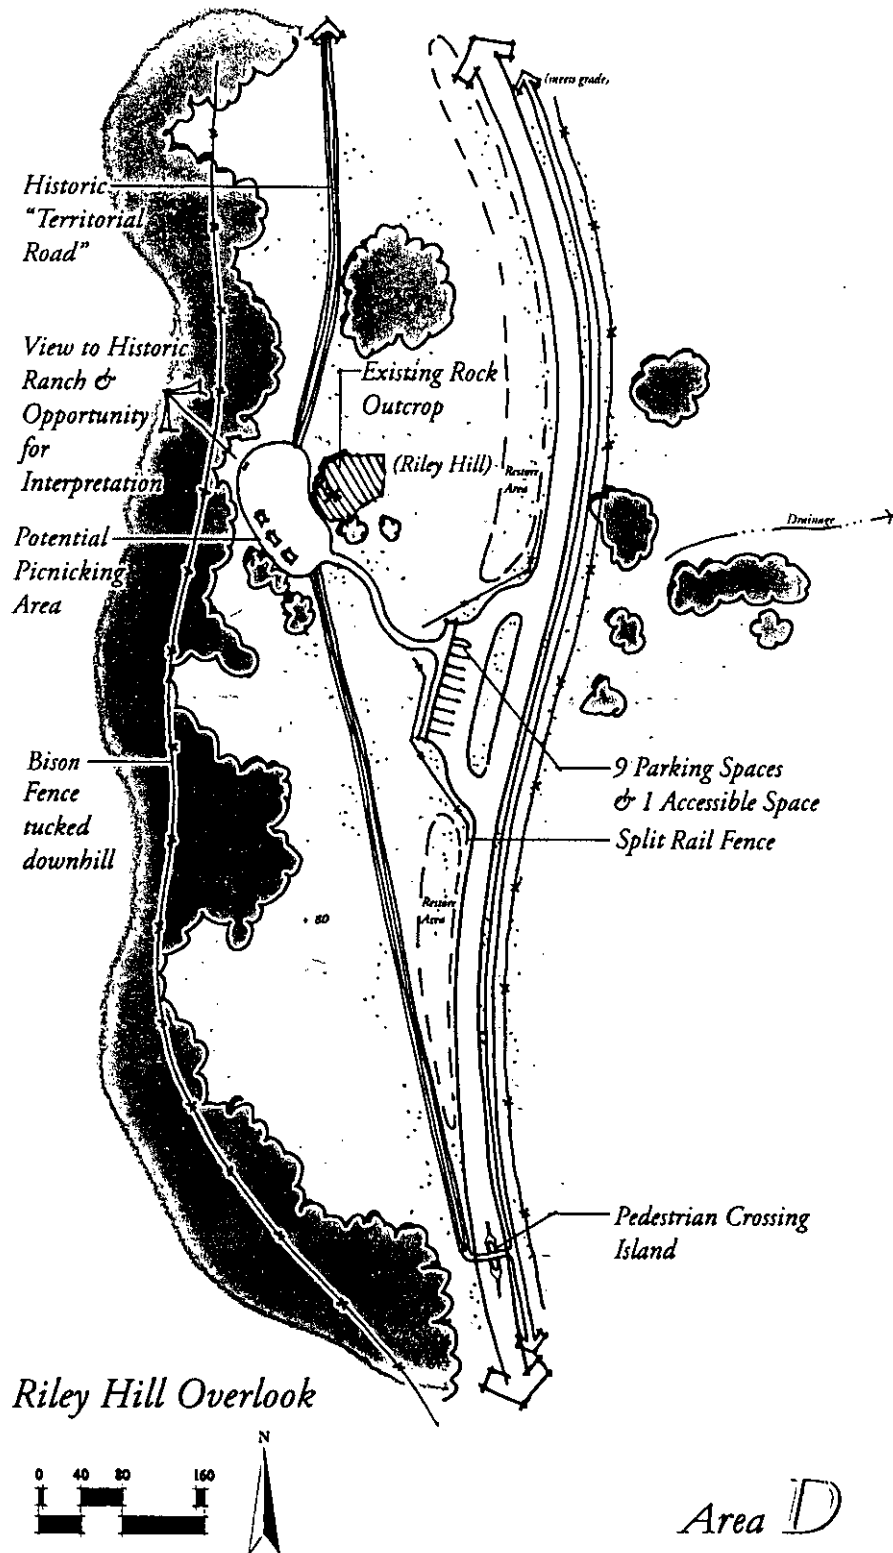 (meets grade)
Historic
"Territorial
Road"
View to Historic
Ranch &
Opportunity
for
Interpretation
Existing Rock
Outcrop
(Riley Hill)
Restore
Area
Drainage
Potential
Picnicking
Area
Bison
Fence
tucked
downhill
9 Parking Spaces
& 1 Accessible Space
Split Rail Fence
Restore
Area
+ 80
Pedestrian Crossing
Island
Riley Hill Overlook
N
0 40 80 160
Area D